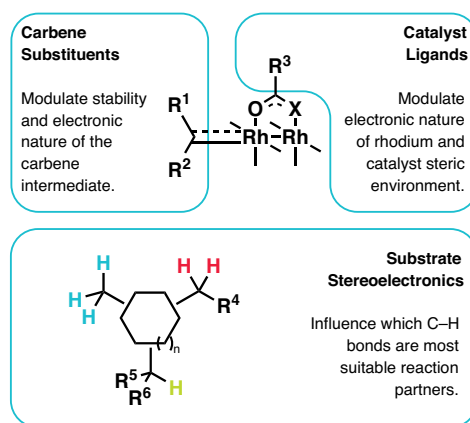 Carbene
Substituents
Modulate stability
and electronic
nature of the
carbene
intermediate.
R1
R2
R3
O X
Rh Rh
Catalyst
Ligands
Modulate
electronic nature
of rhodium and
catalyst steric
environment.
H
H
H
H H
R4
n
R5
R6
H
Substrate
Stereoelectronics
Influence which C–H
bonds are most
suitable reaction
partners.